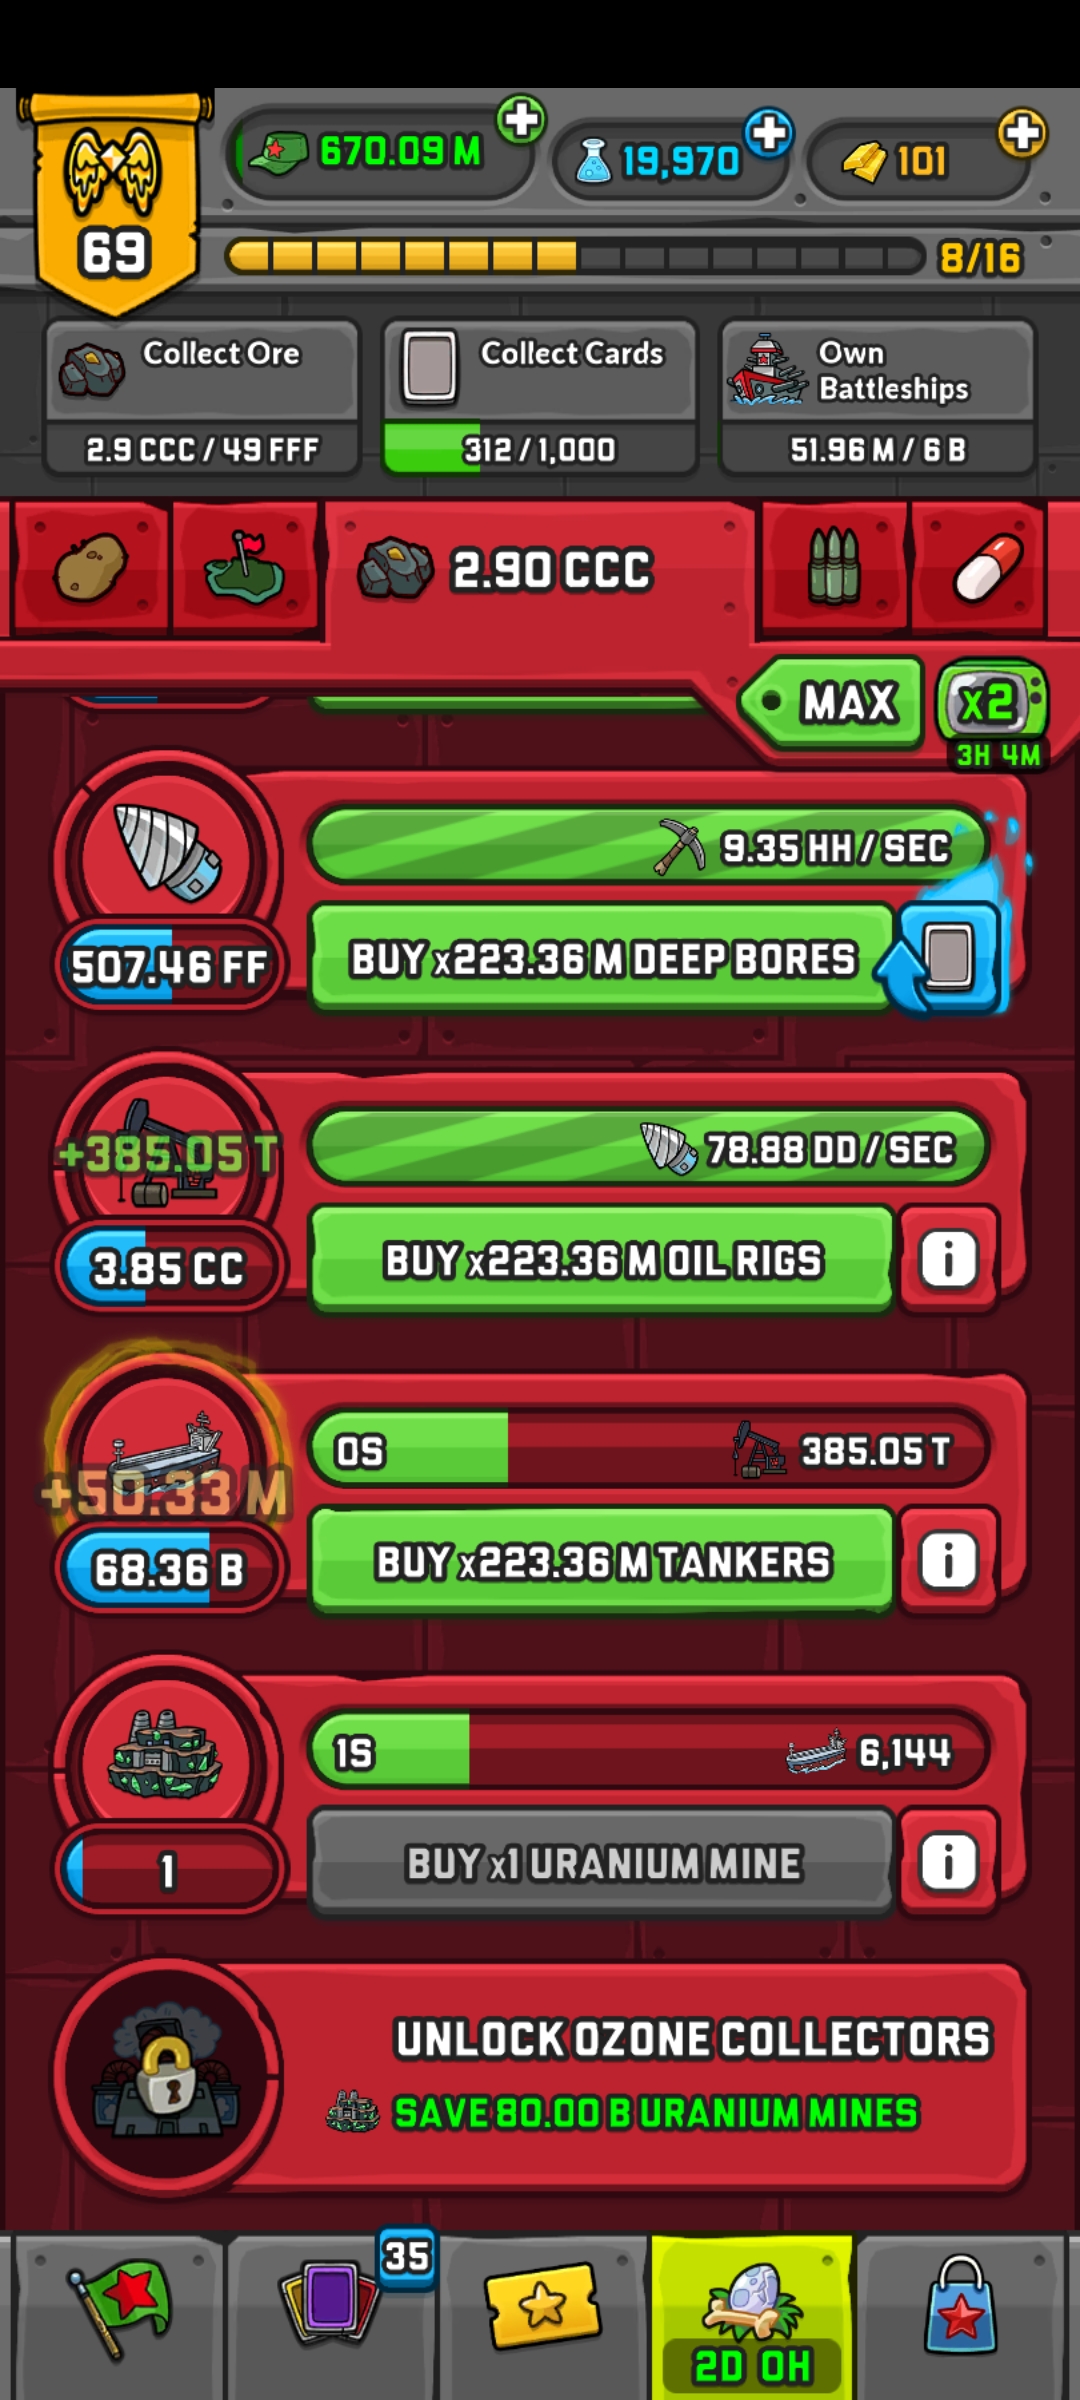 670.09 M
19,970
101
69
8/16
Collect Ore
2.9 CCC / 49 FFF
Collect Cards
312 / 1,000
Own
Battleships
51.96 M / 6 B
2.90 CCC
MAX
x2
3H 4M
9.35 HH / SEC
507.46 FF
BUY x223.36 M DEEP BORES
+385.05 T
78.88 DD / SEC
3.85 CC
BUY x223.36 M OIL RIGS
i
0S
385.05 T
+50.33 M
68.36 B
BUY x223.36 M TANKERS
i
1S
6,144
1
BUY x1 URANIUM MINE
i
UNLOCK OZONE COLLECTORS
SAVE 80.00 B URANIUM MINES
35
2D 0H